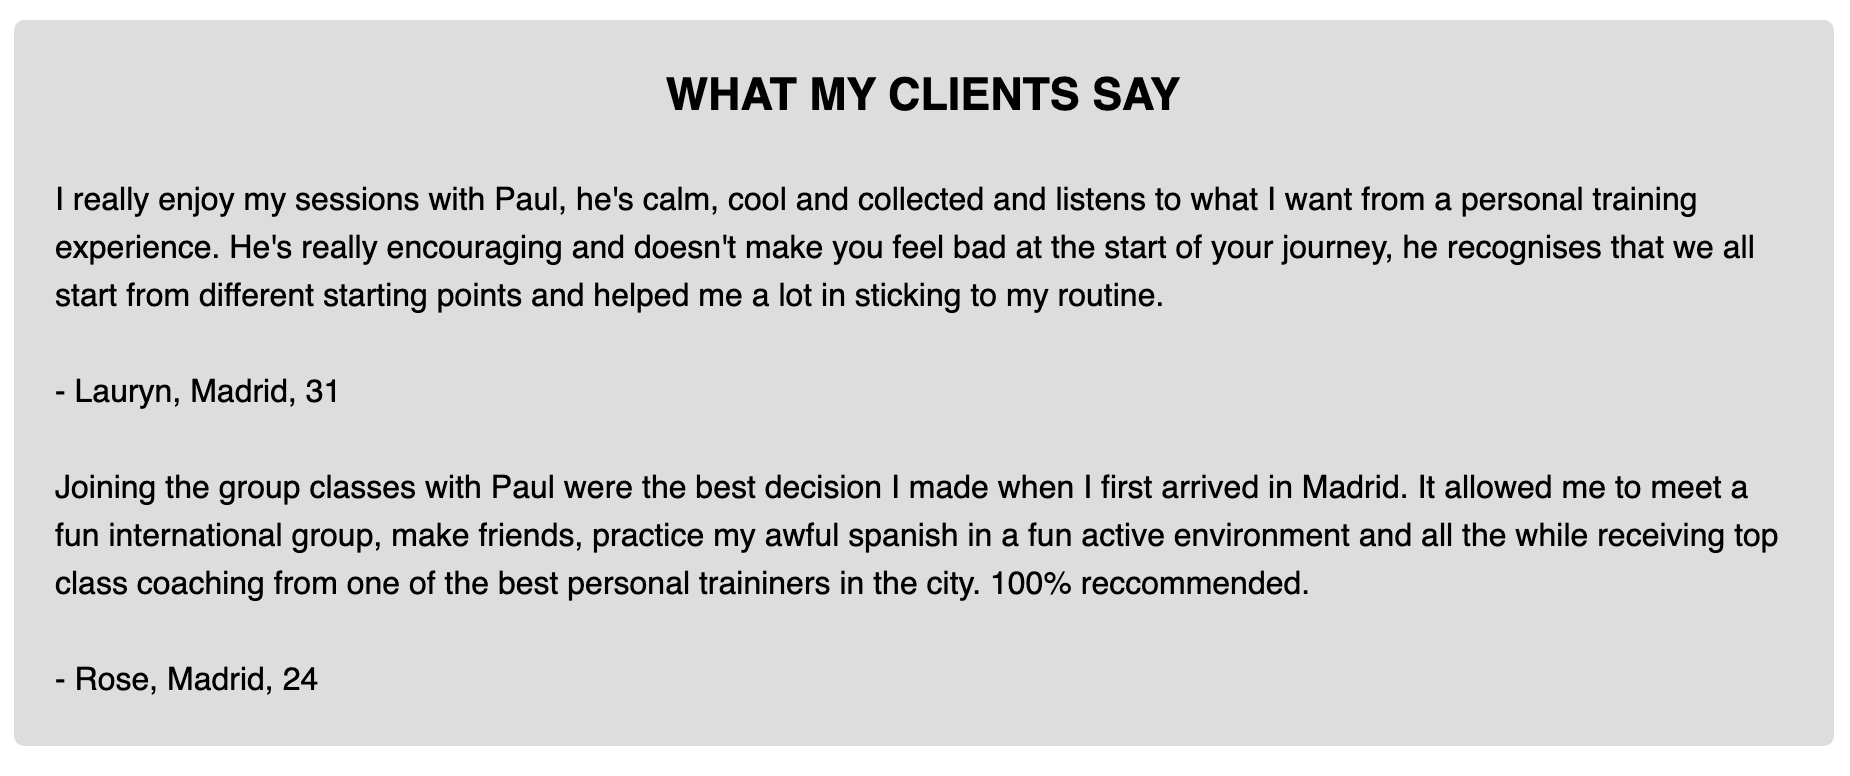 WHAT MY CLIENTS SAY
I really enjoy my sessions with Paul, he's calm, cool and collected and listens to what I want from a personal training
experience. He's really encouraging and doesn't make you feel bad at the start of your journey, he recognises that we all
start from different starting points and helped me a lot in sticking to my routine.
- Lauryn, Madrid, 31
Joining the group classes with Paul were the best decision I made when I first arrived in Madrid. It allowed me to meet a
fun international group, make friends, practice my awful spanish in a fun active environment and all the while receiving top
class coaching from one of the best personal traininers in the city. 100% reccommended.
- Rose, Madrid, 24